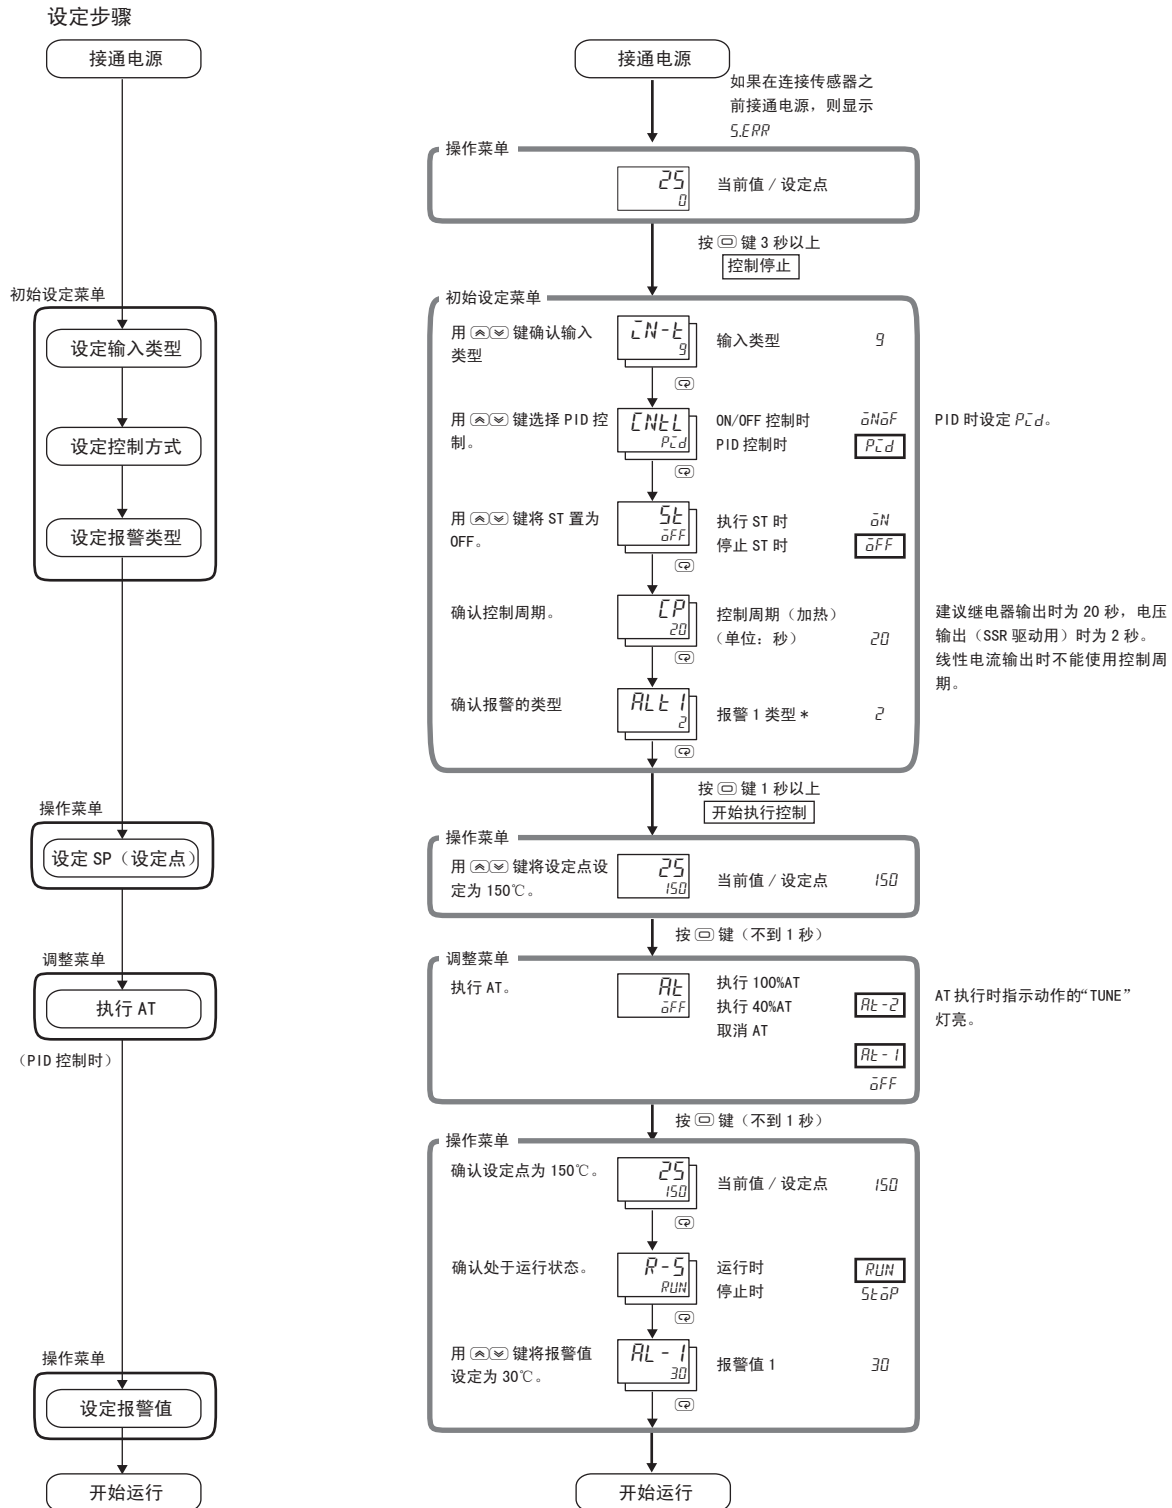 设定步骤
接通电源
初始设定菜单
设定输入类型
设定控制方式
设定报警类型
操作菜单
设定 SP（设定点）
调整菜单
执行 AT
（PID 控制时）
操作菜单
设定报警值
开始运行
接通电源
如果在连接传感器之
前接通电源，则显示
S.ERR
操作菜单
25
0
当前值 / 设定点
按 键 3 秒以上
控制停止
初始设定菜单
用 键确认输入
类型
IN-t
9
输入类型 9
用 键选择 PID 控
制。
CNtL
PId
ON/OFF 控制时 oNoF
PID 控制时 PId
PID 时设定 PId。
用 键将 ST 置为
OFF。
St
oFF
执行 ST 时 oN
停止 ST 时 oFF
确认控制周期。
CP
20
控制周期（加热）
（单位：秒） 20
建议继电器输出时为 20 秒，电压
输出（SSR 驱动用）时为 2 秒。
线性电流输出时不能使用控制周
期。
确认报警的类型
ALt1
2
报警 1 类型* 2
按 键 1 秒以上
开始执行控制
操作菜单
用 键将设定点设
定为 150℃。
25
150
当前值 / 设定点 150
按 键（不到 1 秒）
调整菜单
执行 AT。
At
oFF
执行 100%AT
执行 40%AT
取消 AT
At-2
At-1
oFF
AT 执行时指示动作的“TUNE”
灯亮。
按 键（不到 1 秒）
操作菜单
确认设定点为 150℃。
25
150
当前值 / 设定点 150
确认处于运行状态。
R-S
RUN
运行时 RUN
停止时 StoP
用 键将报警值
设定为 30℃。
AL-1
30
报警值 1 30
开始运行